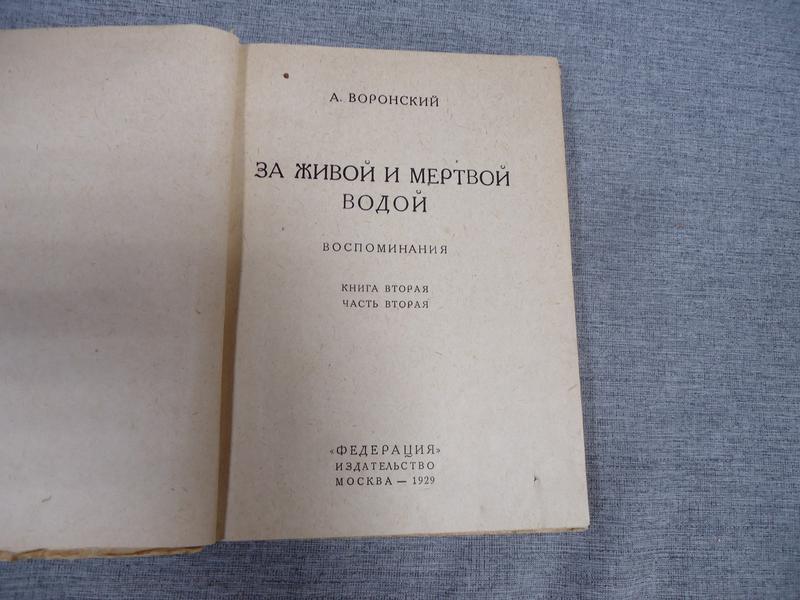 А. ВОРОНСКИЙ
ЗА ЖИВОЙ И МЕРТВОЙ
ВОДОЙ
ВОСПОМИНАНИЯ
КНИГА ВТОРАЯ
ЧАСТЬ ВТОРАЯ
«ФЕДЕРАЦИЯ»
ИЗДАТЕЛЬСТВО
МОСКВА — 1929